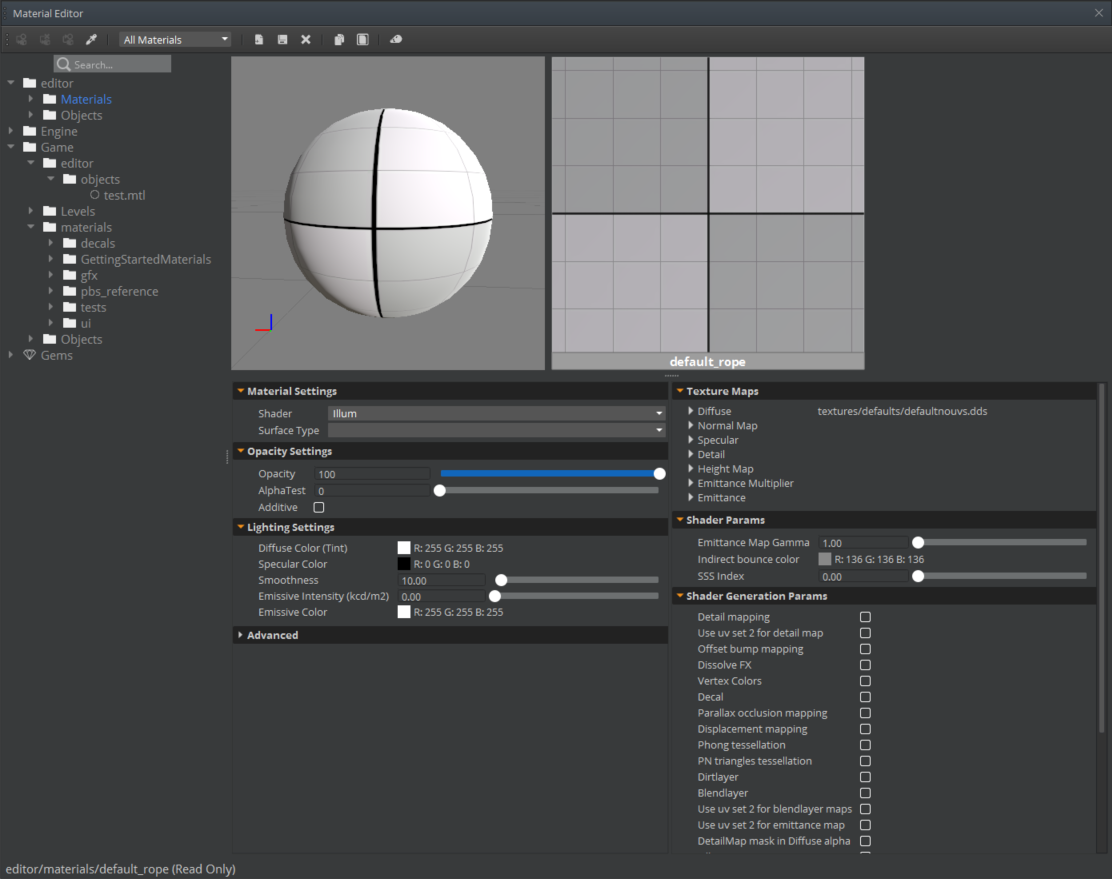 Material Editor
All Materials
Search...
editor
Materials
Objects
Engine
Game
editor
objects
test.mtl
Levels
materials
decals
GettingStartedMaterials
gfx
pbs_reference
tests
ui
Objects
Gems
default_rope
Material Settings
Shader Illum
Surface Type
Opacity Settings
Opacity 100
AlphaTest 0
Additive
Lighting Settings
Diffuse Color (Tint) R: 255 G: 255 B: 255
Specular Color R: 0 G: 0 B: 0
Smoothness 10.00
Emissive Intensity (kcd/m2) 0.00
Emissive Color R: 255 G: 255 B: 255
Advanced
Texture Maps
Diffuse textures/defaults/defaultnouvs.dds
Normal Map
Specular
Detail
Height Map
Emittance Multiplier
Emittance
Shader Params
Emittance Map Gamma 1.00
Indirect bounce color R: 136 G: 136 B: 136
SSS Index 0.00
Shader Generation Params
Detail mapping
Use uv set 2 for detail map
Offset bump mapping
Dissolve FX
Vertex Colors
Decal
Parallax occlusion mapping
Displacement mapping
Phong tessellation
PN triangles tessellation
Dirtlayer
Blendlayer
Use uv set 2 for blendlayer maps
Use uv set 2 for emittance map
DetailMap mask in Diffuse alpha
editor/materials/default_rope (Read Only)